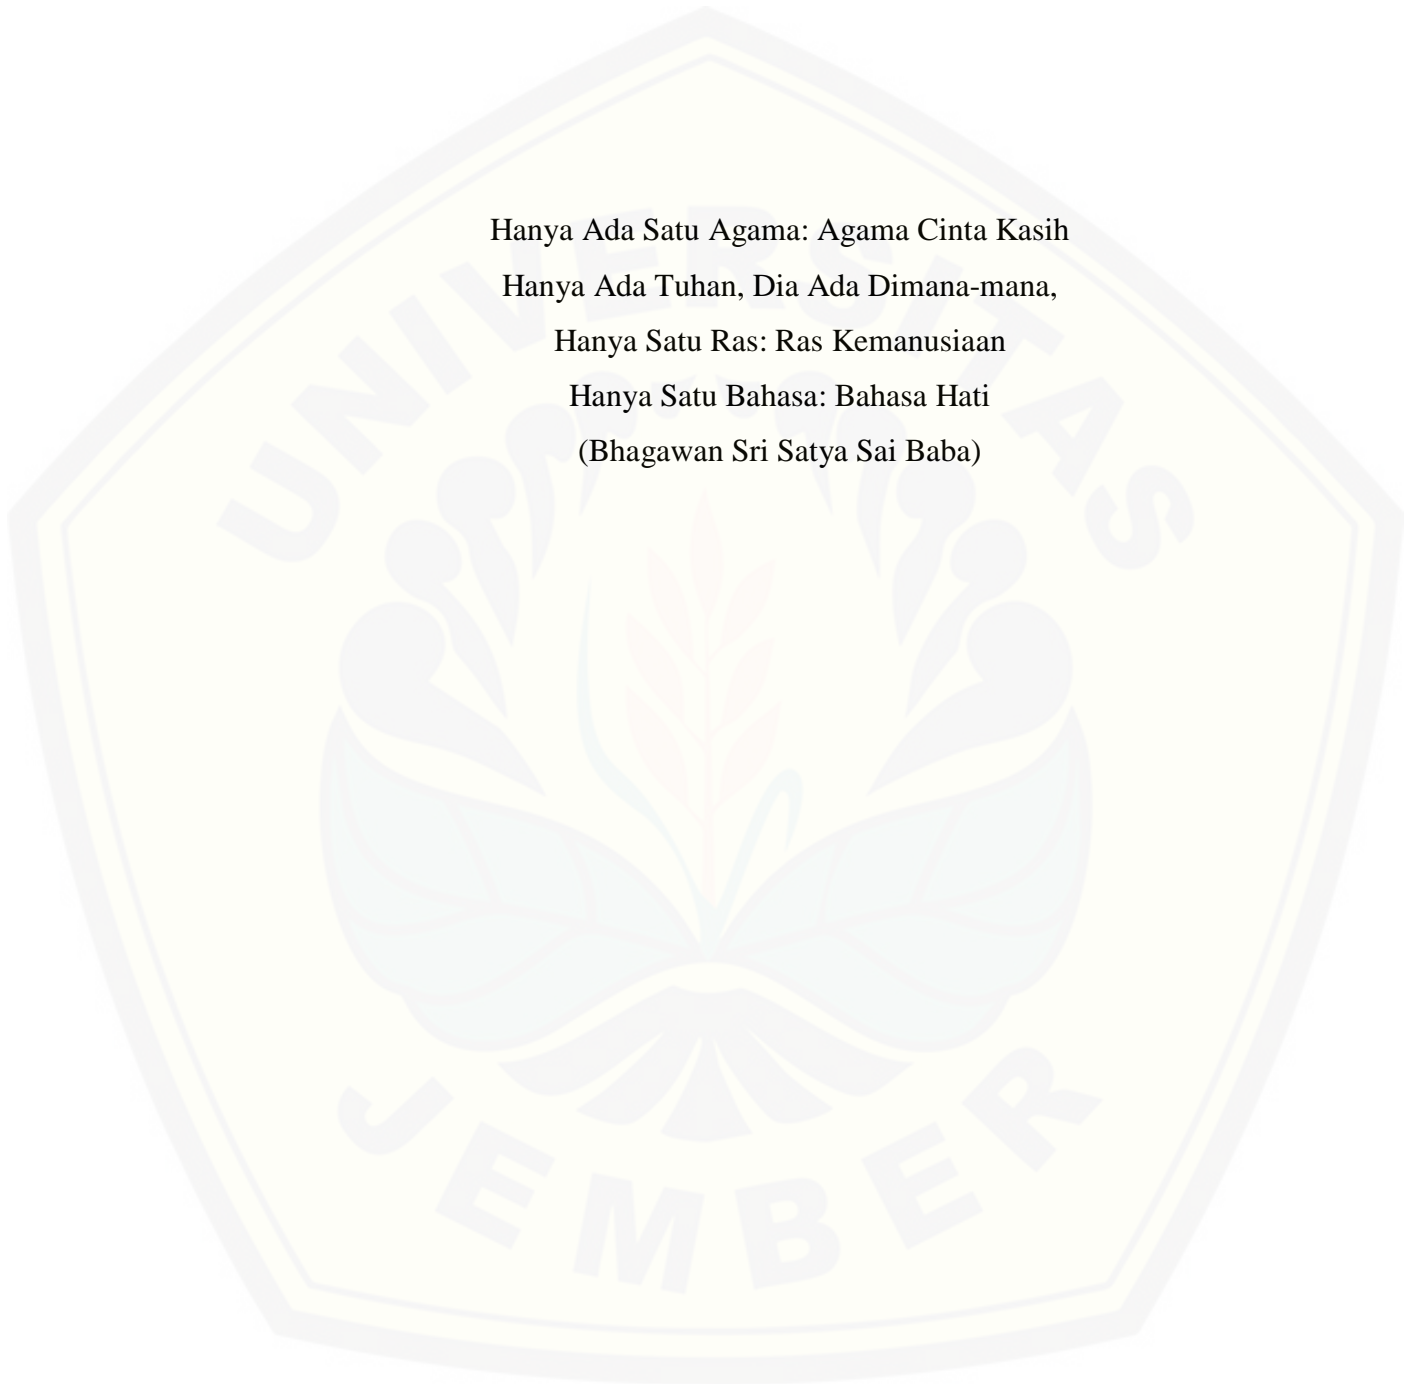 Hanya Ada Satu Agama: Agama Cinta Kasih
Hanya Ada Tuhan, Dia Ada Dimana-mana,
Hanya Satu Ras: Ras Kemanusiaan
Hanya Satu Bahasa: Bahasa Hati
(Bhagawan Sri Satya Sai Baba)
UNIVERSITAS
JEMBER